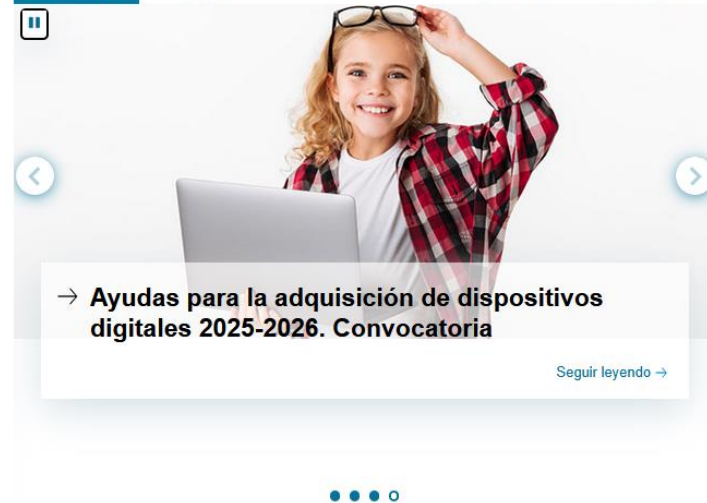 → Ayudas para la adquisición de dispositivos
digitales 2025-2026. Convocatoria
Seguir leyendo →